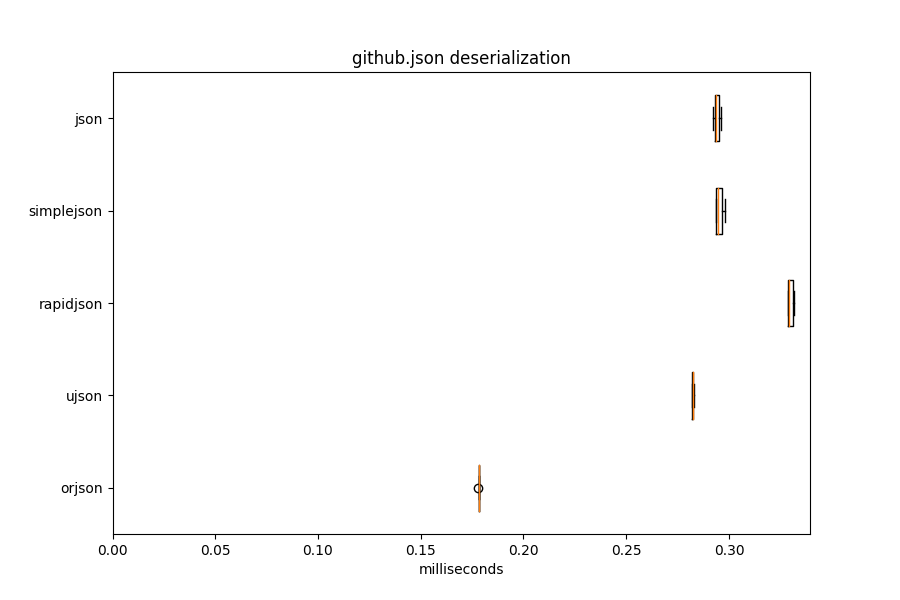 github.json deserialization
json
simplejson
rapidjson
ujson
orjson
0.00 0.05 0.10 0.15 0.20 0.25 0.30
milliseconds